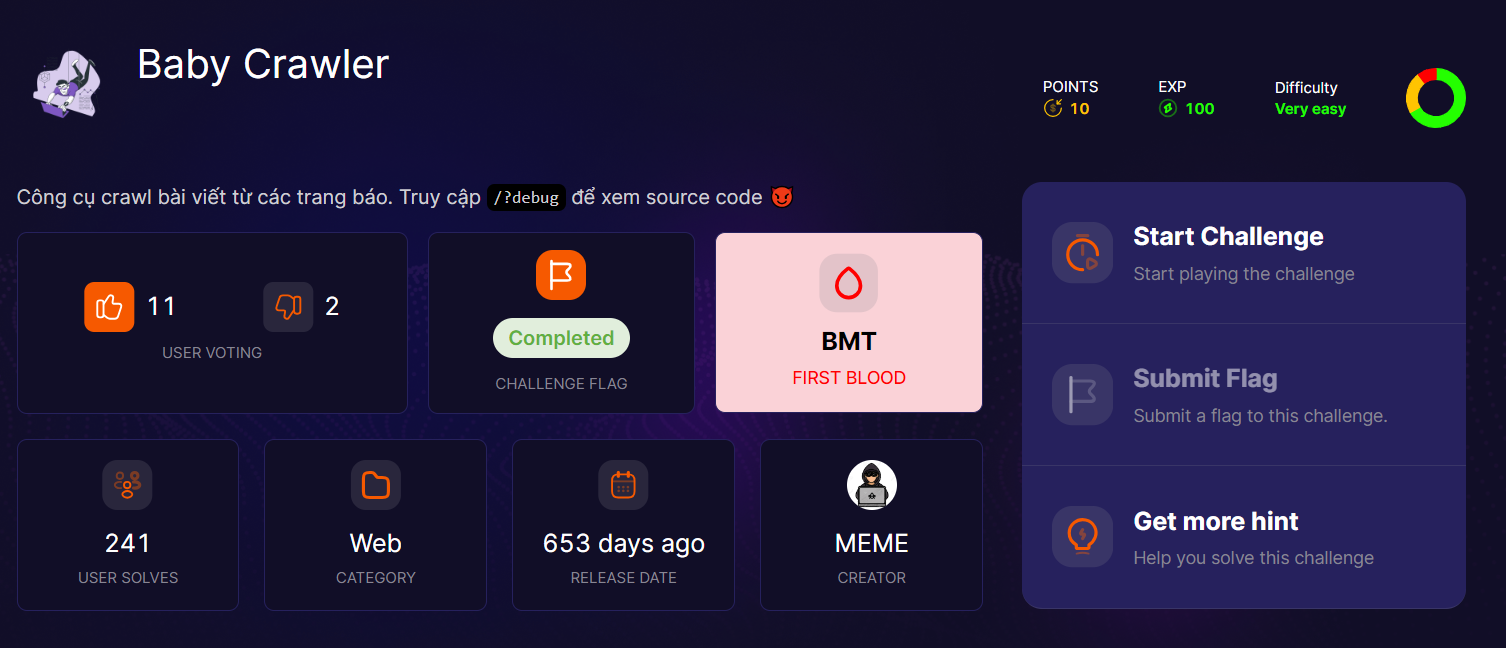 Baby Crawler
POINTS
10
EXP
100
Difficulty
Very easy
Công cụ crawl bài viết từ các trang báo. Truy cập /?debug để xem source code
11
2
USER VOTING
Completed
CHALLENGE FLAG
BMT
FIRST BLOOD
241
USER SOLVES
Web
CATEGORY
653 days ago
RELEASE DATE
MEME
CREATOR
Start Challenge
Start playing the challenge
Submit Flag
Submit a flag to this challenge.
Get more hint
Help you solve this challenge